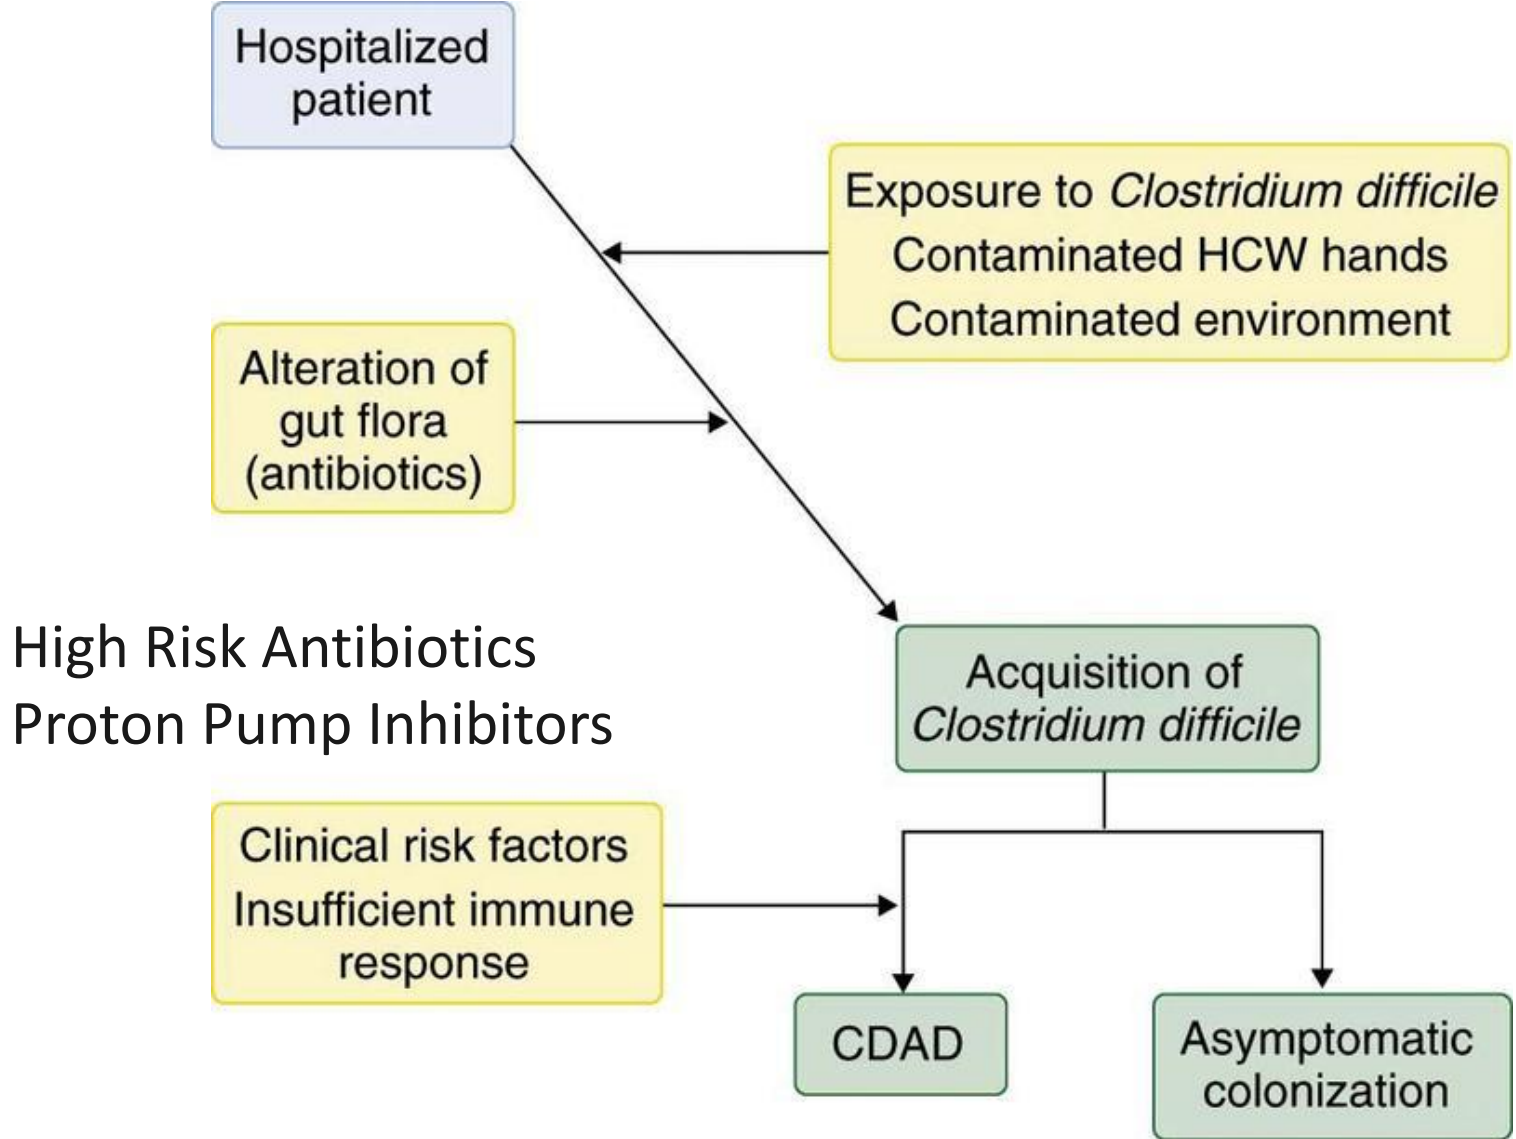 Hospitalized
patient
Exposure to Clostridium difficile
Contaminated HCW hands
Contaminated environment
Alteration of
gut flora
(antibiotics)
High Risk Antibiotics
Proton Pump Inhibitors
Acquisition of
Clostridium difficile
Clinical risk factors
Insufficient immune
response
CDAD
Asymptomatic
colonization